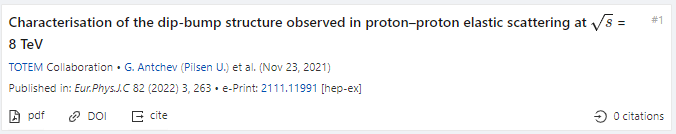 Characterisation of the dip-bump structure observed in proton–proton elastic scattering at √s = #1
8 TeV
TOTEM Collaboration • G. Antchev (Pilsen U.) et al. (Nov 23, 2021)
Published in: Eur.Phys.J.C 82 (2022) 3, 263 • e-Print: 2111.11991 [hep-ex]
pdf DOI cite 0 citations